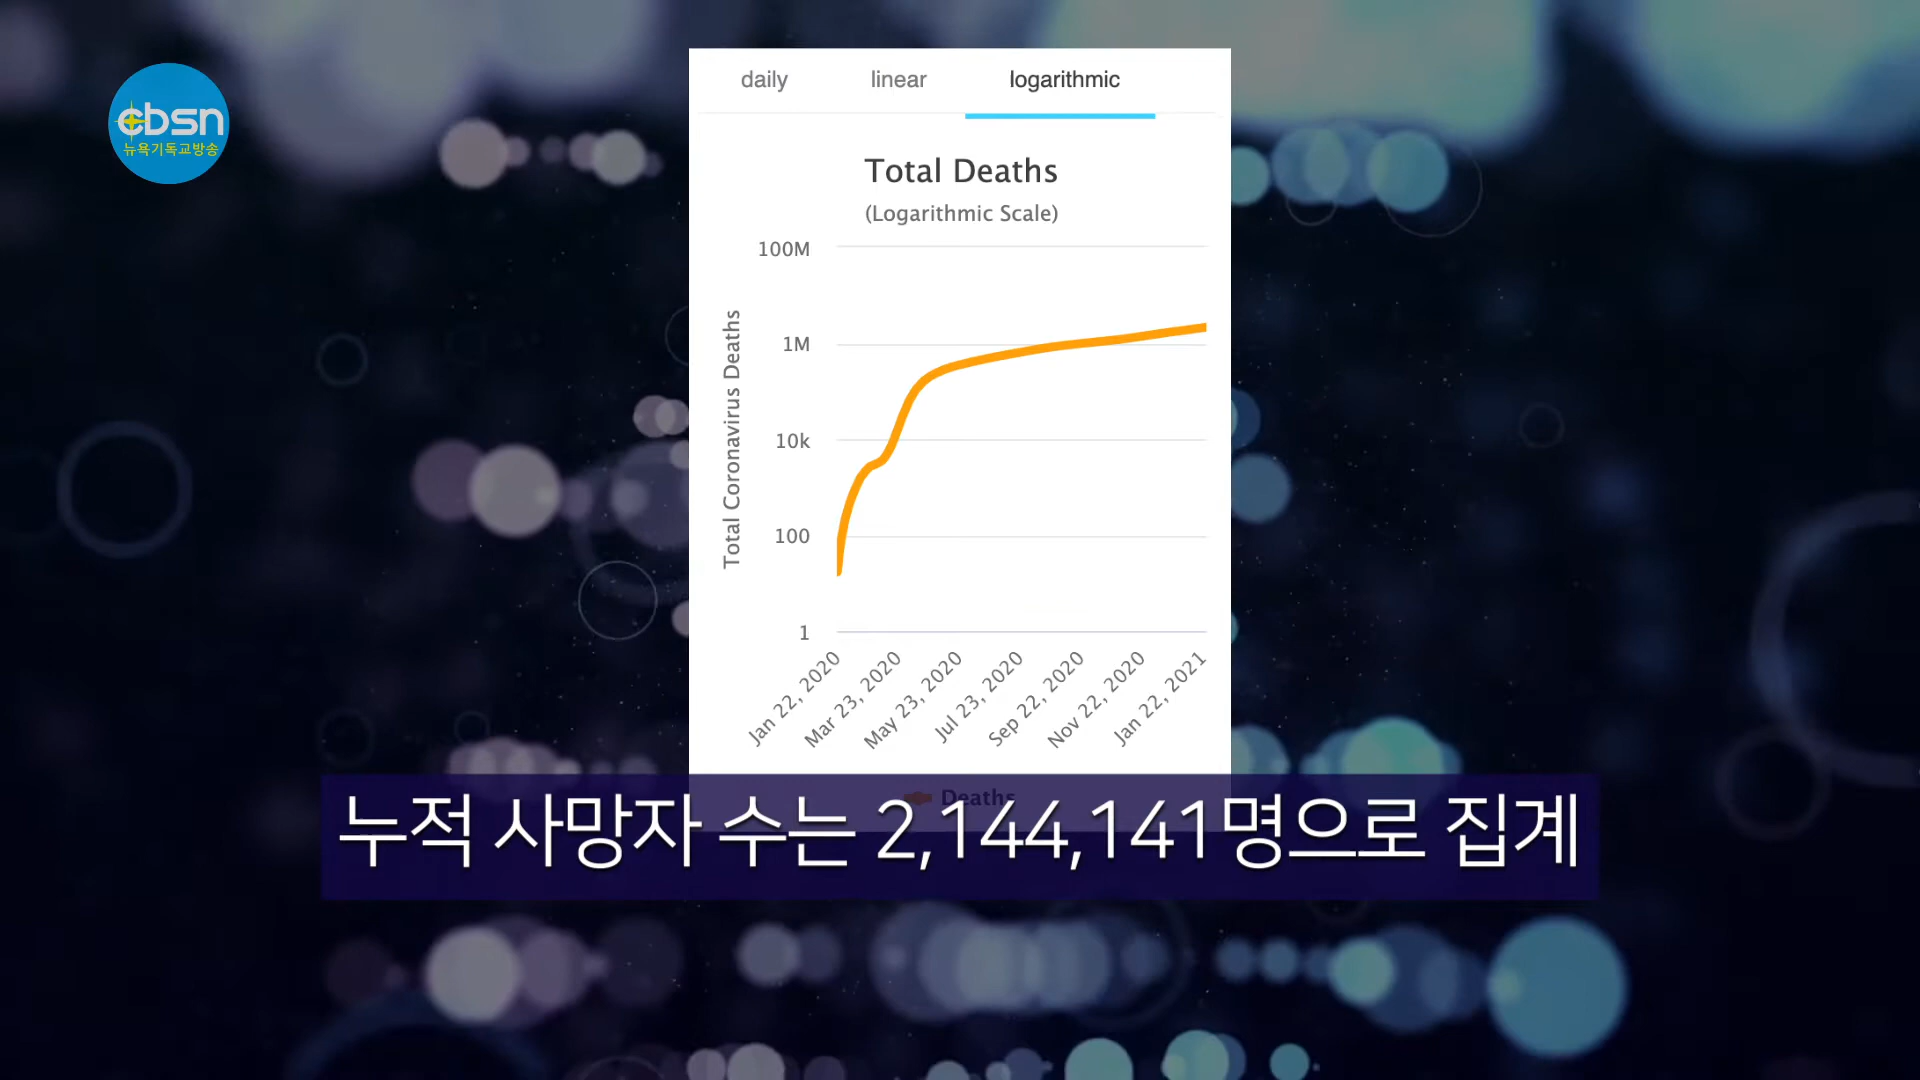 cbsn
뉴욕기독교방송
daily linear logarithmic
Total Deaths
(Logarithmic Scale)
Total Coronavirus Deaths
100M
1M
10k
100
1
Jan 22, 2020
Mar 23, 2020
May 23, 2020
Jul 23, 2020
Sep 22, 2020
Nov 22, 2020
Jan 22, 2021
Deaths
누적 사망자 수는 2,144,141명으로 집계